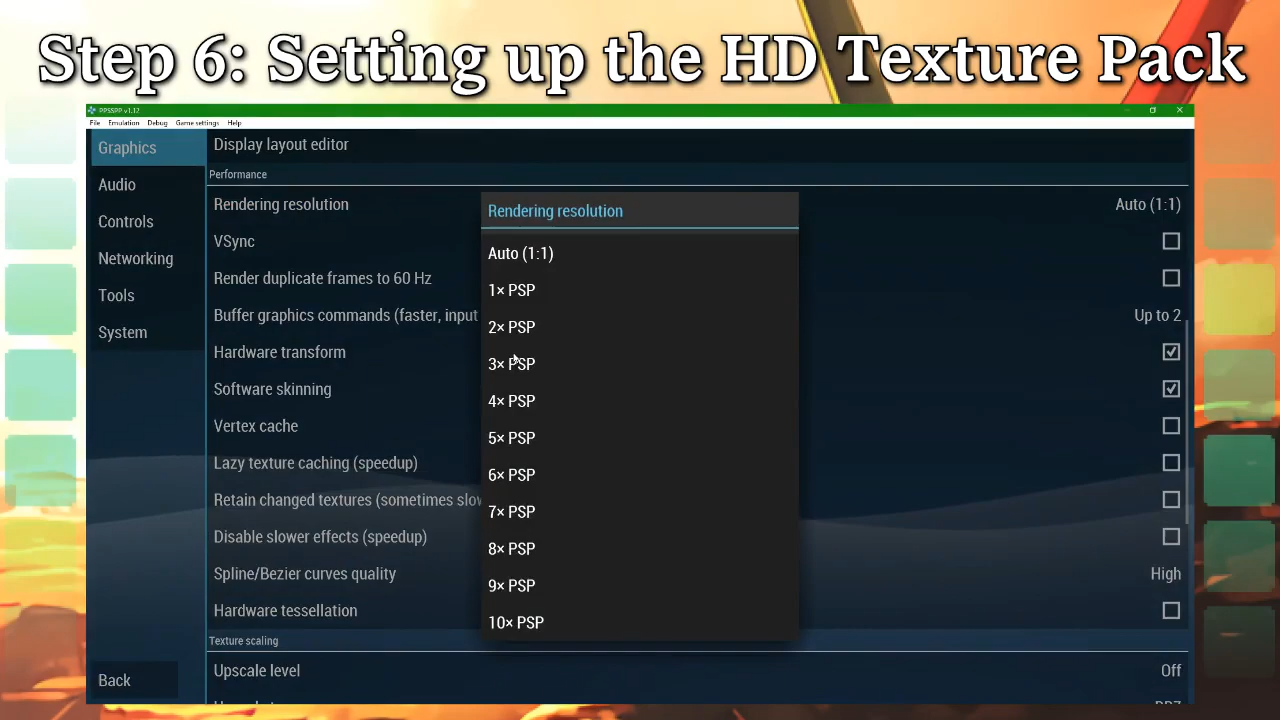 Step 6: Setting up the HD Texture Pack
PPSSPP v1.12
File Emulation Debug Game settings Help
Graphics
Audio
Controls
Networking
Tools
System
Back
Display layout editor
Performance
Rendering resolution Auto (1:1)
VSync
Render duplicate frames to 60 Hz
Buffer graphics commands (faster, input Up to 2
Hardware transform
Software skinning
Vertex cache
Lazy texture caching (speedup)
Retain changed textures (sometimes slow
Disable slower effects (speedup)
Spline/Bezier curves quality High
Hardware tessellation
Texture scaling
Upscale level Off
Rendering resolution
Auto (1:1)
1× PSP
2× PSP
3× PSP
4× PSP
5× PSP
6× PSP
7× PSP
8× PSP
9× PSP
10× PSP